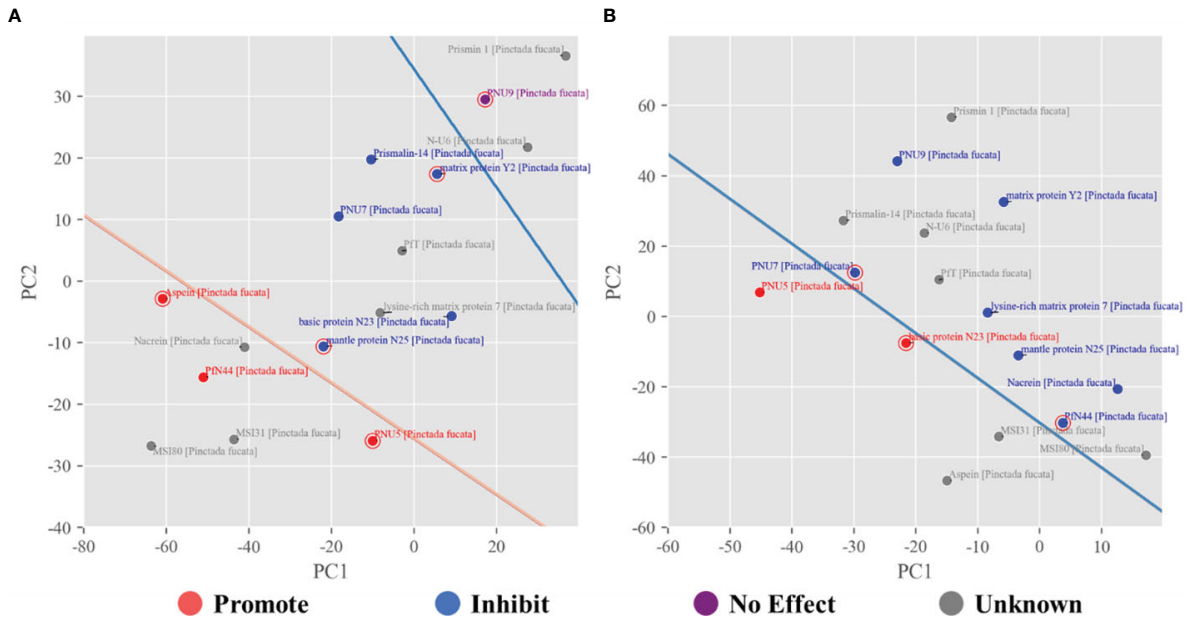 A
B
Prismin 1 [Pinctada fucata]
PNU9 [Pinctada fucata]
N-U6 [Pinctada fucata]
Prismalin-14 [Pinctada fucata]
matrix protein Y2 [Pinctada fucata]
PNU7 [Pinctada fucata]
PfT [Pinctada fucata]
Aspein [Pinctada fucata]
lysine-rich matrix protein 7 [Pinctada fucata]
basic protein N23 [Pinctada fucata]
mantle protein N25 [Pinctada fucata]
Nacrein [Pinctada fucata]
PfN44 [Pinctada fucata]
PNU5 [Pinctada fucata]
MSI31 [Pinctada fucata]
MSI80 [Pinctada fucata]
30
20
10
0
-10
-20
-30
-40
PC2
-80 -60 -40 -20 0 20
PC1
Prismin 1 [Pinctada fucata]
PNU9 [Pinctada fucata]
matrix protein Y2 [Pinctada fucata]
Prismalin-14 [Pinctada fucata]
N-U6 [Pinctada fucata]
PNU7 [Pinctada fucata]
PfT [Pinctada fucata]
PNU5 [Pinctada fucata]
lysine-rich matrix protein 7 [Pinctada fucata]
basic protein N23 [Pinctada fucata]
mantle protein N25 [Pinctada fucata]
Nacrein [Pinctada fucata]
PfN44 [Pinctada fucata]
MSI31 [Pinctada fucata]
MSI80 [Pinctada fucata]
Aspein [Pinctada fucata]
60
40
20
0
-20
-40
-60
PC2
-60 -50 -40 -30 -20 -10 0 10
PC1
Promote Inhibit No Effect Unknown